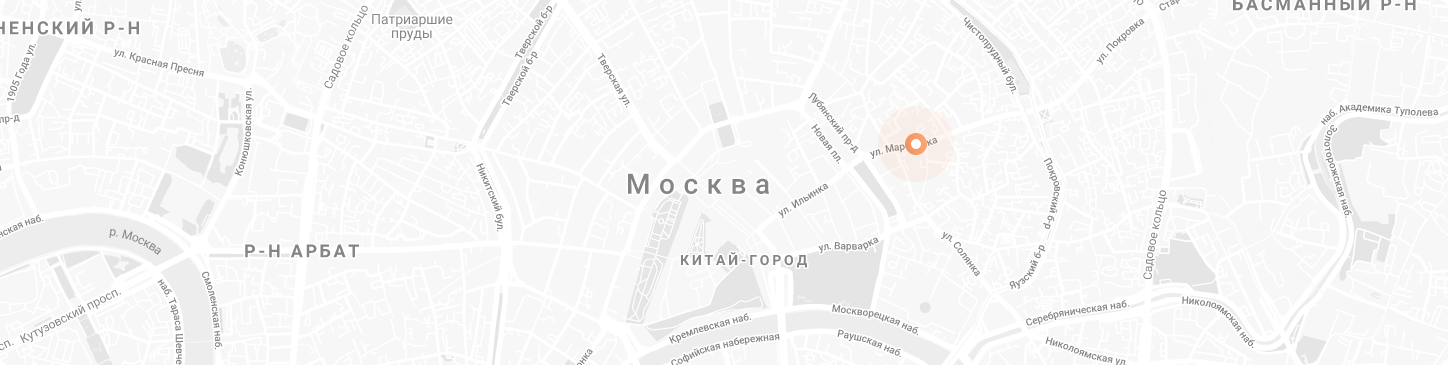 НЕНСКИЙ Р-Н
1905 Года ул.
ул. Красная Пресня
Садовое кольцо
Патриаршие
пруды
Тверской б-р
Тверской б-р
Тверская ул.
Чистопрудный бул.
ул. Покровка
БАСМАННЫЙ Р-Н
наб. Академика Туполева
Золоторожская наб.
Конюшковская ул.
Никитский бул.
Лубянский пр-д
Новая пл.
ул. Ильинка
Москва
Покровский б-р
Садовое кольцо
р. Москва
Р-Н АРБАТ
КИТАЙ-ГОРОД
ул. Варварка
ул. Солянка
Яузский б-р
Кутузовский просп.
наб. Тараса Шевче
Смоленская наб.
Кремлевская наб.
Софийская набережная
Москворецкая наб.
Раушская наб.
Серебряническая наб.
Николоямская наб.
Николоямская ул.